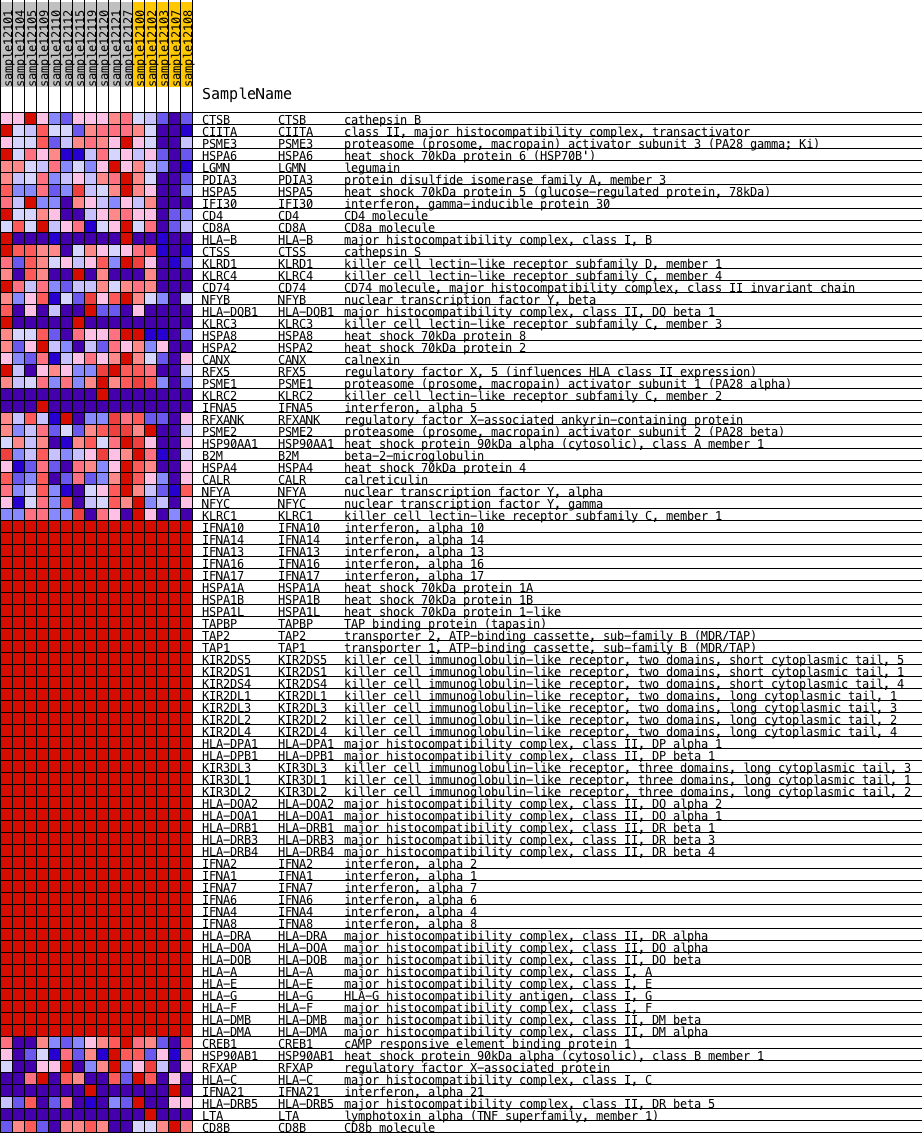 sample12101
sample12104
sample12105
sample12109
sample12110
sample12112
sample12115
sample12119
sample12120
sample12121
sample12127
sample12100
sample12102
sample12103
sample12107
sample12108
SampleName
CTSB CTSB cathepsin B
CIITA CIITA class II, major histocompatibility complex, transactivator
PSME3 PSME3 proteasome (prosome, macropain) activator subunit 3 (PA28 gamma; Ki)
HSPA6 HSPA6 heat shock 70kDa protein 6 (HSP70B')
LGMN LGMN legumain
PDIA3 PDIA3 protein disulfide isomerase family A, member 3
HSPA5 HSPA5 heat shock 70kDa protein 5 (glucose-regulated protein, 78kDa)
IFI30 IFI30 interferon, gamma-inducible protein 30
CD4 CD4 CD4 molecule
CD8A CD8A CD8a molecule
HLA-B HLA-B major histocompatibility complex, class I, B
CTSS CTSS cathepsin S
KLRD1 KLRD1 killer cell lectin-like receptor subfamily D, member 1
KLRC4 KLRC4 killer cell lectin-like receptor subfamily C, member 4
CD74 CD74 CD74 molecule, major histocompatibility complex, class II invariant chain
NFYB NFYB nuclear transcription factor Y, beta
HLA-DQB1 HLA-DQB1 major histocompatibility complex, class II, DQ beta 1
KLRC3 KLRC3 killer cell lectin-like receptor subfamily C, member 3
HSPA8 HSPA8 heat shock 70kDa protein 8
HSPA2 HSPA2 heat shock 70kDa protein 2
CANX CANX calnexin
RFX5 RFX5 regulatory factor X, 5 (influences HLA class II expression)
PSME1 PSME1 proteasome (prosome, macropain) activator subunit 1 (PA28 alpha)
KLRC2 KLRC2 killer cell lectin-like receptor subfamily C, member 2
IFNA5 IFNA5 interferon, alpha 5
RFXANK RFXANK regulatory factor X-associated ankyrin-containing protein
PSME2 PSME2 proteasome (prosome, macropain) activator subunit 2 (PA28 beta)
HSP90AA1 HSP90AA1 heat shock protein 90kDa alpha (cytosolic), class A member 1
B2M B2M beta-2-microglobulin
HSPA4 HSPA4 heat shock 70kDa protein 4
CALR CALR calreticulin
NFYA NFYA nuclear transcription factor Y, alpha
NFYC NFYC nuclear transcription factor Y, gamma
KLRC1 KLRC1 killer cell lectin-like receptor subfamily C, member 1
IFNA10 IFNA10 interferon, alpha 10
IFNA14 IFNA14 interferon, alpha 14
IFNA13 IFNA13 interferon, alpha 13
IFNA16 IFNA16 interferon, alpha 16
IFNA17 IFNA17 interferon, alpha 17
HSPA1A HSPA1A heat shock 70kDa protein 1A
HSPA1B HSPA1B heat shock 70kDa protein 1B
HSPA1L HSPA1L heat shock 70kDa protein 1-like
TAPBP TAPBP TAP binding protein (tapasin)
TAP2 TAP2 transporter 2, ATP-binding cassette, sub-family B (MDR/TAP)
TAP1 TAP1 transporter 1, ATP-binding cassette, sub-family B (MDR/TAP)
KIR2DS5 KIR2DS5 killer cell immunoglobulin-like receptor, two domains, short cytoplasmic tail, 5
KIR2DS1 KIR2DS1 killer cell immunoglobulin-like receptor, two domains, short cytoplasmic tail, 1
KIR2DS4 KIR2DS4 killer cell immunoglobulin-like receptor, two domains, short cytoplasmic tail, 4
KIR2DL1 KIR2DL1 killer cell immunoglobulin-like receptor, two domains, long cytoplasmic tail, 1
KIR2DL3 KIR2DL3 killer cell immunoglobulin-like receptor, two domains, long cytoplasmic tail, 3
KIR2DL2 KIR2DL2 killer cell immunoglobulin-like receptor, two domains, long cytoplasmic tail, 2
KIR2DL4 KIR2DL4 killer cell immunoglobulin-like receptor, two domains, long cytoplasmic tail, 4
HLA-DPA1 HLA-DPA1 major histocompatibility complex, class II, DP alpha 1
HLA-DPB1 HLA-DPB1 major histocompatibility complex, class II, DP beta 1
KIR3DL3 KIR3DL3 killer cell immunoglobulin-like receptor, three domains, long cytoplasmic tail, 3
KIR3DL1 KIR3DL1 killer cell immunoglobulin-like receptor, three domains, long cytoplasmic tail, 1
KIR3DL2 KIR3DL2 killer cell immunoglobulin-like receptor, three domains, long cytoplasmic tail, 2
HLA-DQA2 HLA-DQA2 major histocompatibility complex, class II, DQ alpha 2
HLA-DQA1 HLA-DQA1 major histocompatibility complex, class II, DQ alpha 1
HLA-DRB1 HLA-DRB1 major histocompatibility complex, class II, DR beta 1
HLA-DRB3 HLA-DRB3 major histocompatibility complex, class II, DR beta 3
HLA-DRB4 HLA-DRB4 major histocompatibility complex, class II, DR beta 4
IFNA2 IFNA2 interferon, alpha 2
IFNA1 IFNA1 interferon, alpha 1
IFNA7 IFNA7 interferon, alpha 7
IFNA6 IFNA6 interferon, alpha 6
IFNA4 IFNA4 interferon, alpha 4
IFNA8 IFNA8 interferon, alpha 8
HLA-DRA HLA-DRA major histocompatibility complex, class II, DR alpha
HLA-DOA HLA-DOA major histocompatibility complex, class II, DO alpha
HLA-DOB HLA-DOB major histocompatibility complex, class II, DO beta
HLA-A HLA-A major histocompatibility complex, class I, A
HLA-E HLA-E major histocompatibility complex, class I, E
HLA-G HLA-G HLA-G histocompatibility antigen, class I, G
HLA-F HLA-F major histocompatibility complex, class I, F
HLA-DMB HLA-DMB major histocompatibility complex, class II, DM beta
HLA-DMA HLA-DMA major histocompatibility complex, class II, DM alpha
CREB1 CREB1 cAMP responsive element binding protein 1
HSP90AB1 HSP90AB1 heat shock protein 90kDa alpha (cytosolic), class B member 1
RFXAP RFXAP regulatory factor X-associated protein
HLA-C HLA-C major histocompatibility complex, class I, C
IFNA21 IFNA21 interferon, alpha 21
HLA-DRB5 HLA-DRB5 major histocompatibility complex, class II, DR beta 5
LTA LTA lymphotoxin alpha (TNF superfamily, member 1)
CD8B CD8B CD8b molecule